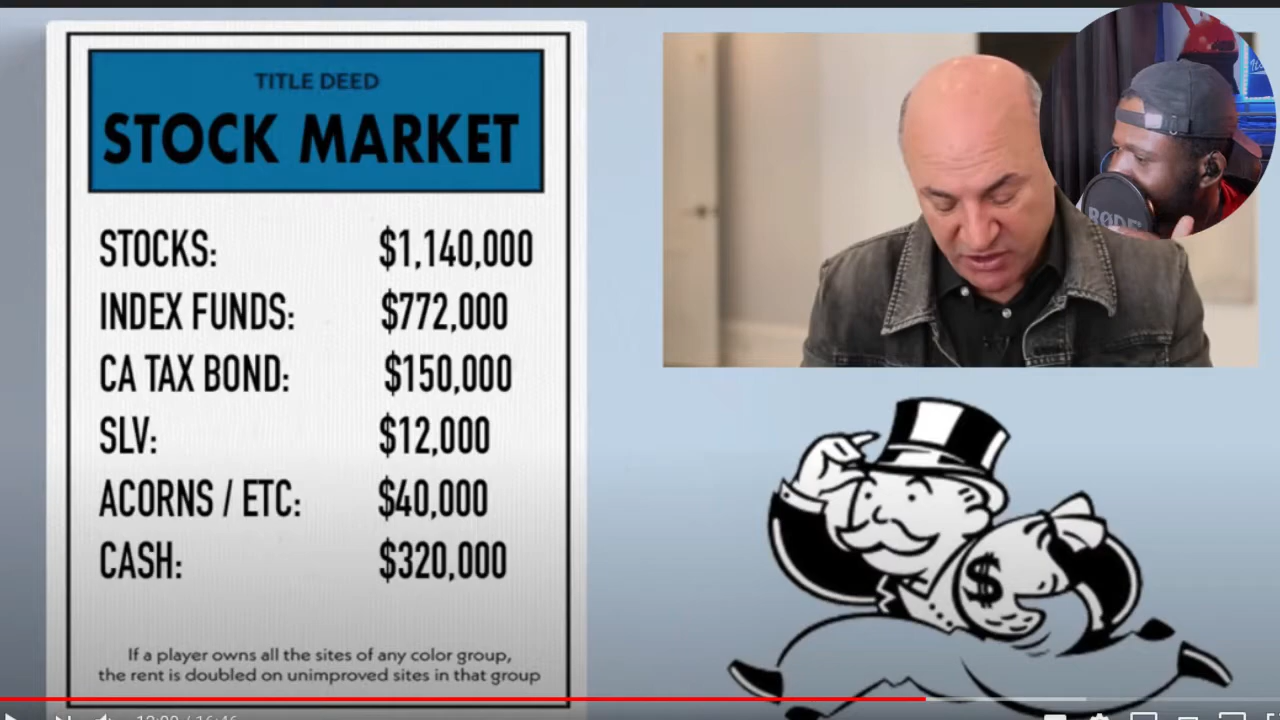 TITLE DEED
STOCK MARKET
STOCKS: $1,140,000
INDEX FUNDS: $772,000
CA TAX BOND: $150,000
SLV: $12,000
ACORNS / ETC: $40,000
CASH: $320,000
If a player owns all the sites of any color group,
the rent is doubled on unimproved sites in that group
RØDE
$